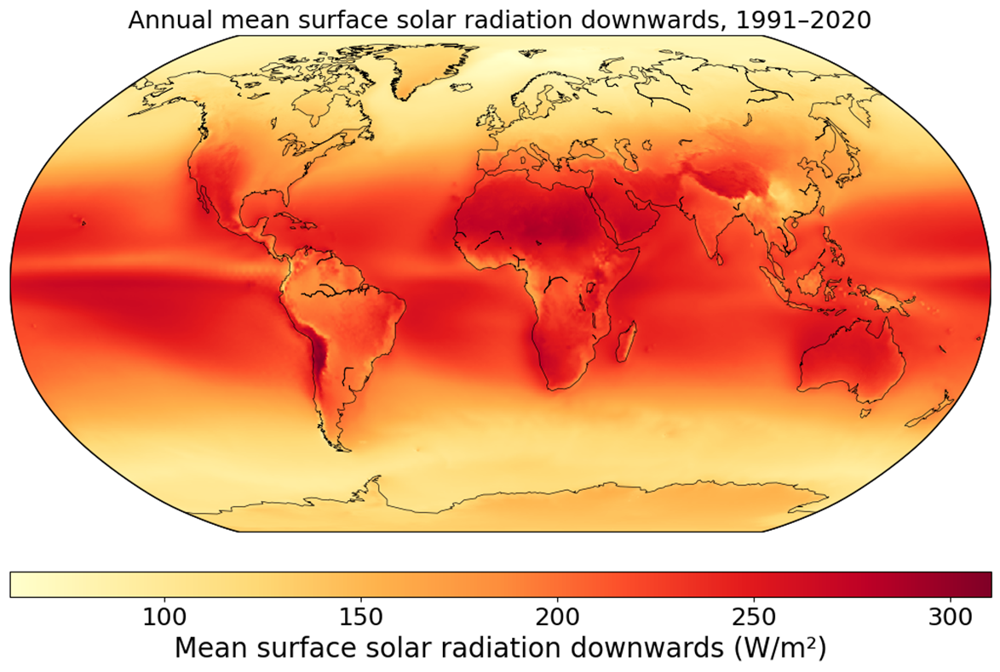 Annual mean surface solar radiation downwards, 1991–2020
100 150 200 250 300
Mean surface solar radiation downwards (W/m²)